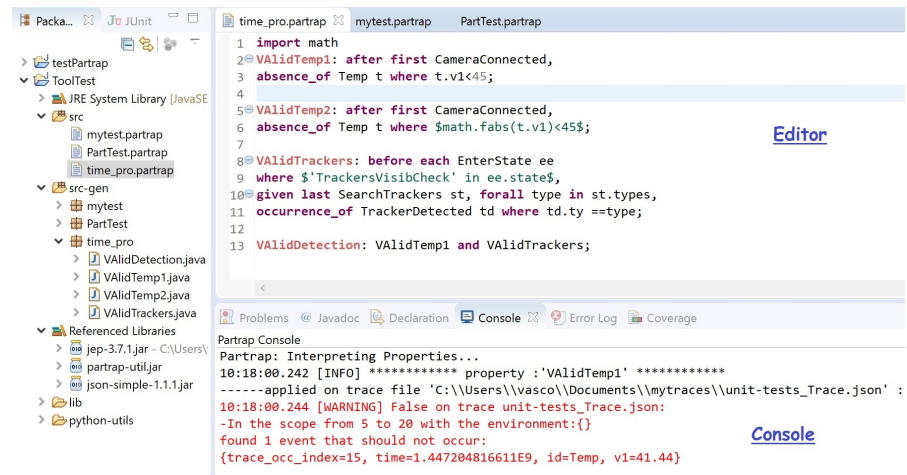 Packa...
JUnit
testPartrap
ToolTest
JRE System Library [JavaSE
src
mytest.partrap
PartTest.partrap
time_pro.partrap
src-gen
mytest
PartTest
time_pro
VAlidDetection.java
VAlidTemp1.java
VAlidTemp2.java
VAlidTrackers.java
Referenced Libraries
jep-3.7.1.jar - C:\Users\
partrap-util.jar
json-simple-1.1.1.jar
lib
python-utils
time_pro.partrap mytest.partrap PartTest.partrap
1 import math
2 VAlidTemp1: after first CameraConnected,
3 absence_of Temp t where t.v1<45;
4
5 VAlidTemp2: after first CameraConnected,
6 absence_of Temp t where $math.fabs(t.v1)<45$;
7
8 VAlidTrackers: before each EnterState ee
9 where $'TrackersVisibCheck' in ee.state$,
10 given last SearchTrackers st, forall type in st.types,
11 occurrence_of TrackerDetected td where td.ty ==type;
12
13 VAlidDetection: VAlidTemp1 and VAlidTrackers;
Editor
Problems @ Javadoc Declaration Console Error Log Coverage
Partrap Console
Partrap: Interpreting Properties...
10:18:00.242 [INFO] ************ property :'VAlidTemp1' ************
------applied on trace file 'C:\\Users\\vasco\\Documents\\mytraces\\unit-tests_Trace.json' :
10:18:00.244 [WARNING] False on trace unit-tests_Trace.json:
-In the scope from 5 to 20 with the environment:{}
found 1 event that should not occur:
{trace_occ_index=15, time=1.447204816611E9, id=Temp, v1=41.44}
Console